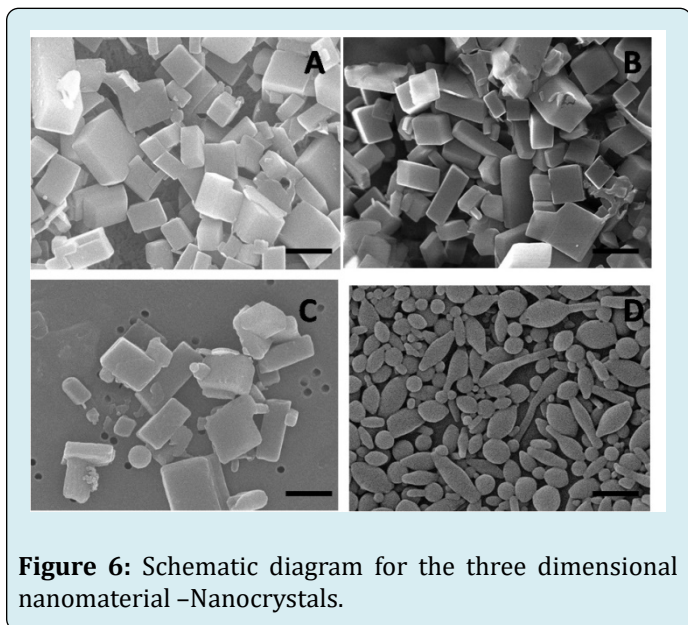 A
B
C
D
Figure 6: Schematic diagram for the three dimensional
nanomaterial –Nanocrystals.